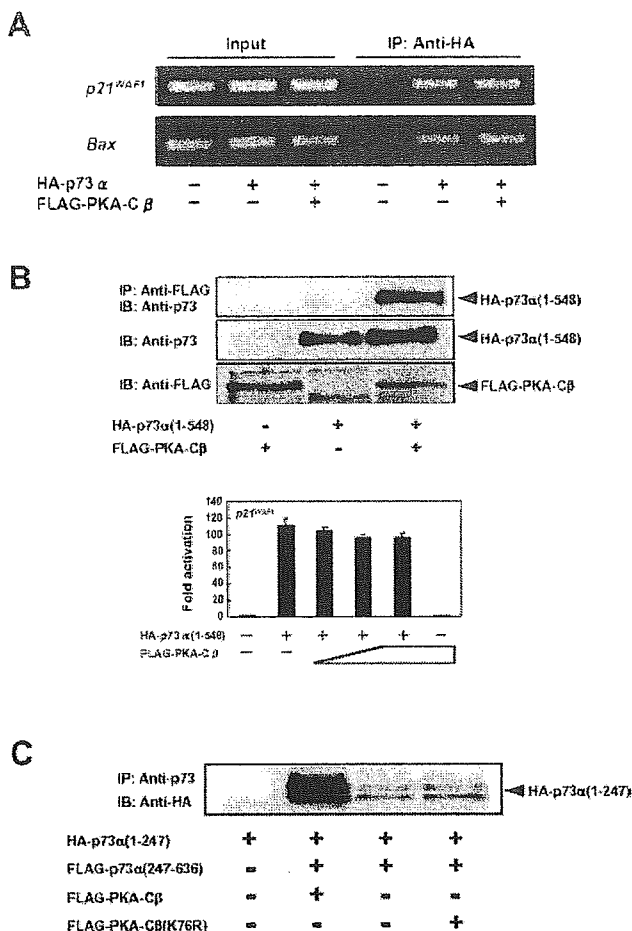 A
Input IP: Anti-HA
p21WAF1
Bax
HA-p73 α − + + − + +
FLAG-PKA-C β − − + − − +
B
IP: Anti-FLAG
IB: Anti-p73
HA-p73α(1-548)
IB: Anti-p73
HA-p73α(1-548)
IB: Anti-FLAG
FLAG-PKA-Cβ
HA-p73α(1-548) - + +
FLAG-PKA-Cβ + - +
140
120
100
80
60
40
20
0
Fold activation
p21WAF1
HA-p73 α(1-548) − + + + + −
FLAG-PKA-C β − −
C
IP: Anti-p73
IB: Anti-HA
HA-p73α(1-247)
HA-p73α(1-247) + + + +
FLAG-p73α(247-636) - + + +
FLAG-PKA-Cβ - + - -
FLAG-PKA-Cβ(K76R) - - - +